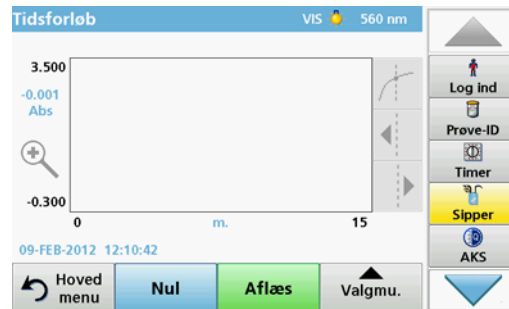 Tidsforløb VIS 560 nm
3.500
-0.001
Abs
-0.300
0 m. 15
09-FEB-2012 12:10:42
Hoved menu
Nul
Aflæs
Valgmu.
Log ind
Prøve-ID
Timer
Sipper
AKS